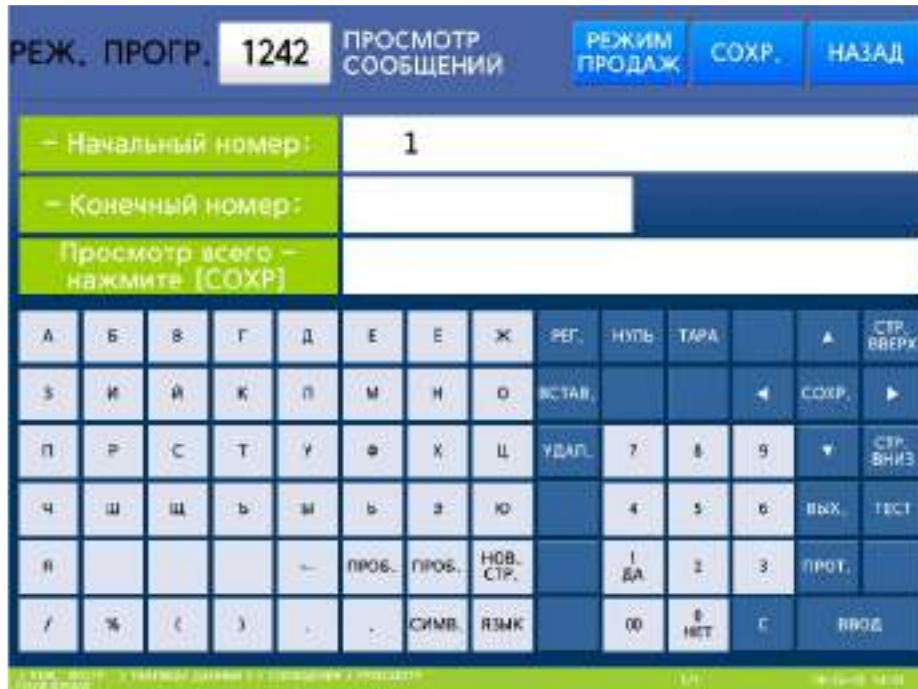 РЕЖ. ПРОГР. 1242 ПРОСМОТР СООБЩЕНИЙ РЕЖИМ ПРОДАЖ СОХР. НАЗАД
- Начальный номер: 1
- Конечный номер:
Просмотр всего -
нажмите [СОХР]
А Б В Г Д Е Ё Ж РЕГ. НУЛЬ ТАРА ▲ СТР. ВВЕРХ
З И Й К Л М Н О ВСТАВ. ◀ СОХР. ▶
П Р С Т У Ф Х Ц УДАЛ. 7 8 9 ▼ СТР. ВНИЗ
Ч Ш Щ Ъ Ы Ь Э Ю 4 5 6 ВЫХ. ТЕСТ
Я ← ПРОБ. ПРОБ. НОВ. СТР. 1 ДА 2 3 ПРОТ.
/ % ( ) , . СИМВ. ЯЗЫК 00 0 НЕТ C ВВОД
1/1